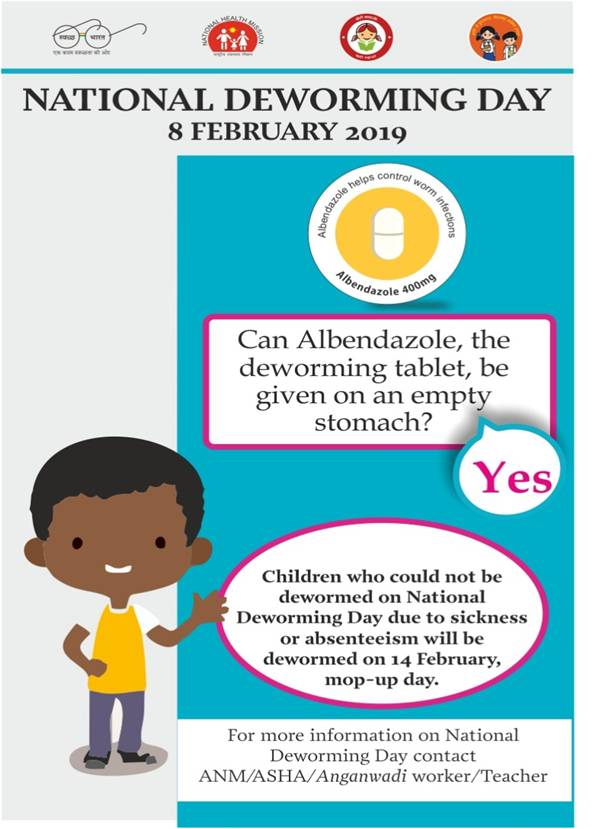 स्वच्छ भारत
एक कदम स्वच्छता की ओर
NATIONAL HEALTH MISSION
राष्ट्रीय स्वास्थ्य मिशन
NATIONAL DEWORMING DAY
8 FEBRUARY 2019
Albendazole helps control worm infections
Albendazole 400mg
Can Albendazole, the
deworming tablet, be
given on an empty
stomach?
Yes
Children who could not be
dewormed on National
Deworming Day due to sickness
or absenteeism will be
dewormed on 14 February,
mop-up day.
For more information on National
Deworming Day contact
ANM/ASHA/Anganwadi worker/Teacher